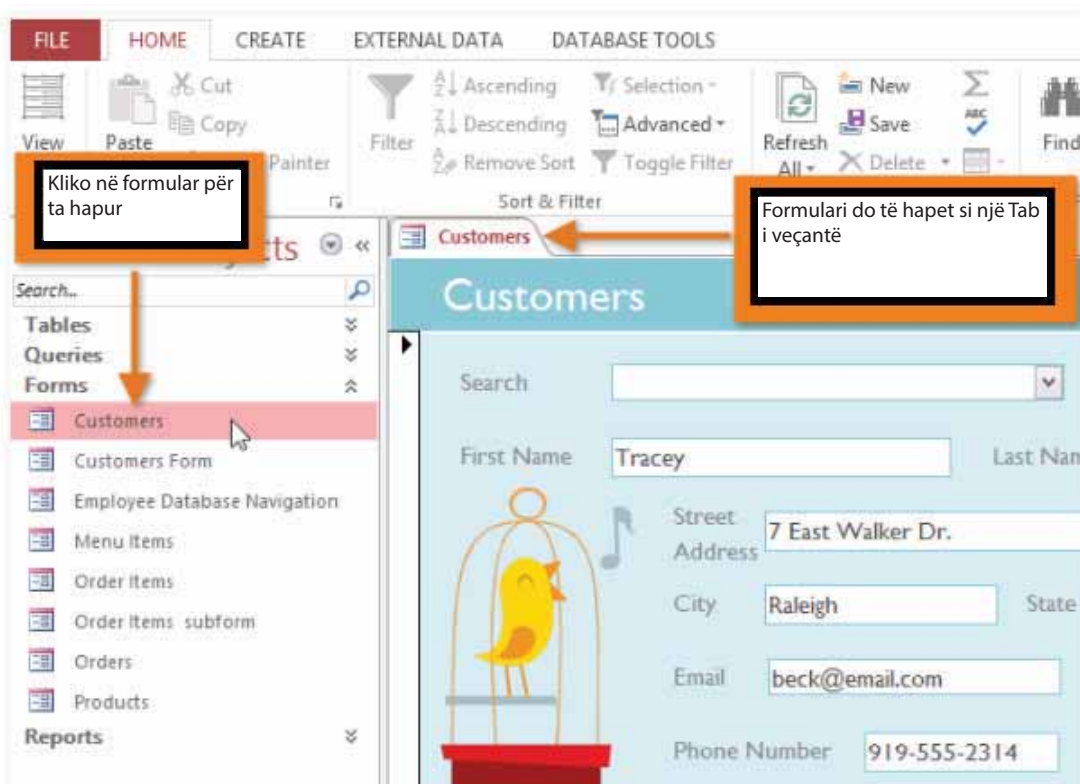 FILE HOME CREATE EXTERNAL DATA DATABASE TOOLS
Cut Ascending Selection New
Copy Descending Advanced Save
View Paste Painter Filter Remove Sort Toggle Filter Refresh All Delete Find
Sort & Filter
Kliko në formular për
ta hapur
Formulari do të hapet si një Tab
i veçantë
Customers
Search...
Tables
Queries
Forms
Customers
Customers Form
Employee Database Navigation
Menu Items
Order Items
Order Items subform
Orders
Products
Reports
Customers
Search
First Name Tracey Last Nam
Street
Address 7 East Walker Dr.
City Raleigh State
Email beck@email.com
Phone Number 919-555-2314